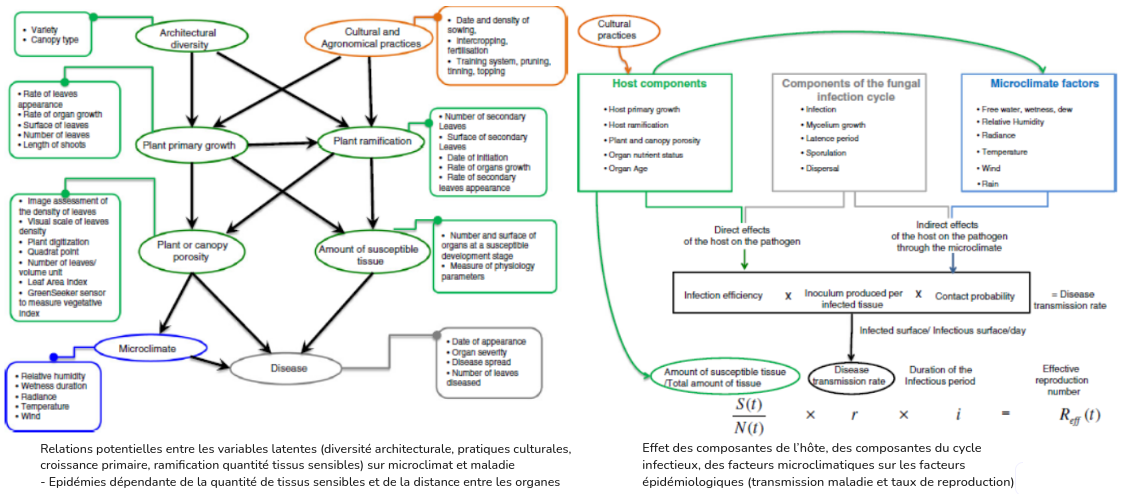 • Variety
• Canopy type
Architectural
diversity
Cultural and
Agronomical practices
• Date and density of
sowing,
• Intercropping,
fertilisation
• Training system, pruning,
tinning, topping
• Rate of leaves
appearance
• Rate of organ growth
• Surface of leaves
• Number of leaves
• Length of shoots
Plant primary growth
Plant ramification
• Number of secondary
Leaves
• Surface of secondary
Leaves
• Date of Initiation
• Rate of organs growth
• Rate of secondary
leaves appearance
• Image assessment of
the density of leaves
• Visual scale of leaves
density
• Plant digitization
• Quadrat point
• Number of leaves/
volume unit
• Leaf Area Index
• GreenSeeker sensor
to measure vegetative
Index
Plant or canopy
porosity
Amount of susceptible
tissue
• Number and surface of
organs at a susceptible
development stage
• Measure of physiology
parameters
Microclimate
Disease
• Relative humidity
• Wetness duration
• Radiance
• Temperature
• Wind
• Date of appearance
• Organ severity
• Disease spread
• Number of leaves
diseased
Relations potentielles entre les variables latentes (diversité architecturale, pratiques culturales,
croissance primaire, ramification quantité tissus sensibles) sur microclimat et maladie
- Epidémies dépendante de la quantité de tissus sensibles et de la distance entre les organes
Cultural
practices
Host components
• Host primary growth
• Host ramification
• Plant and canopy porosity
• Organ nutrient status
• Organ Age
Components of the fungal
infection cycle
• Infection
• Mycelium growth
• Latence period
• Sporulation
• Dispersal
Microclimate factors
• Free water, wetness, dew
• Relative Humidity
• Radiance
• Temperature
• Wind
• Rain
Direct effects
of the host on the pathogen
Indirect effects
of the host on the pathogen
through the microclimate
Infection efficiency x Inoculum produced per
infected tissue
x Contact probability
= Disease
transmission rate
Infected surface/ Infectious surface/day
Amount of susceptible tissue
/Total amount of tissue
Disease
transmission rate
Duration of the
Infectious period
Effective
reproduction
number
S(t)
N(t)
× r × i = Reff (t)
Effet des composantes de l'hôte, des composantes du cycle
infectieux, des facteurs microclimatiques sur les facteurs
épidémiologiques (transmission maladie et taux de reproduction)